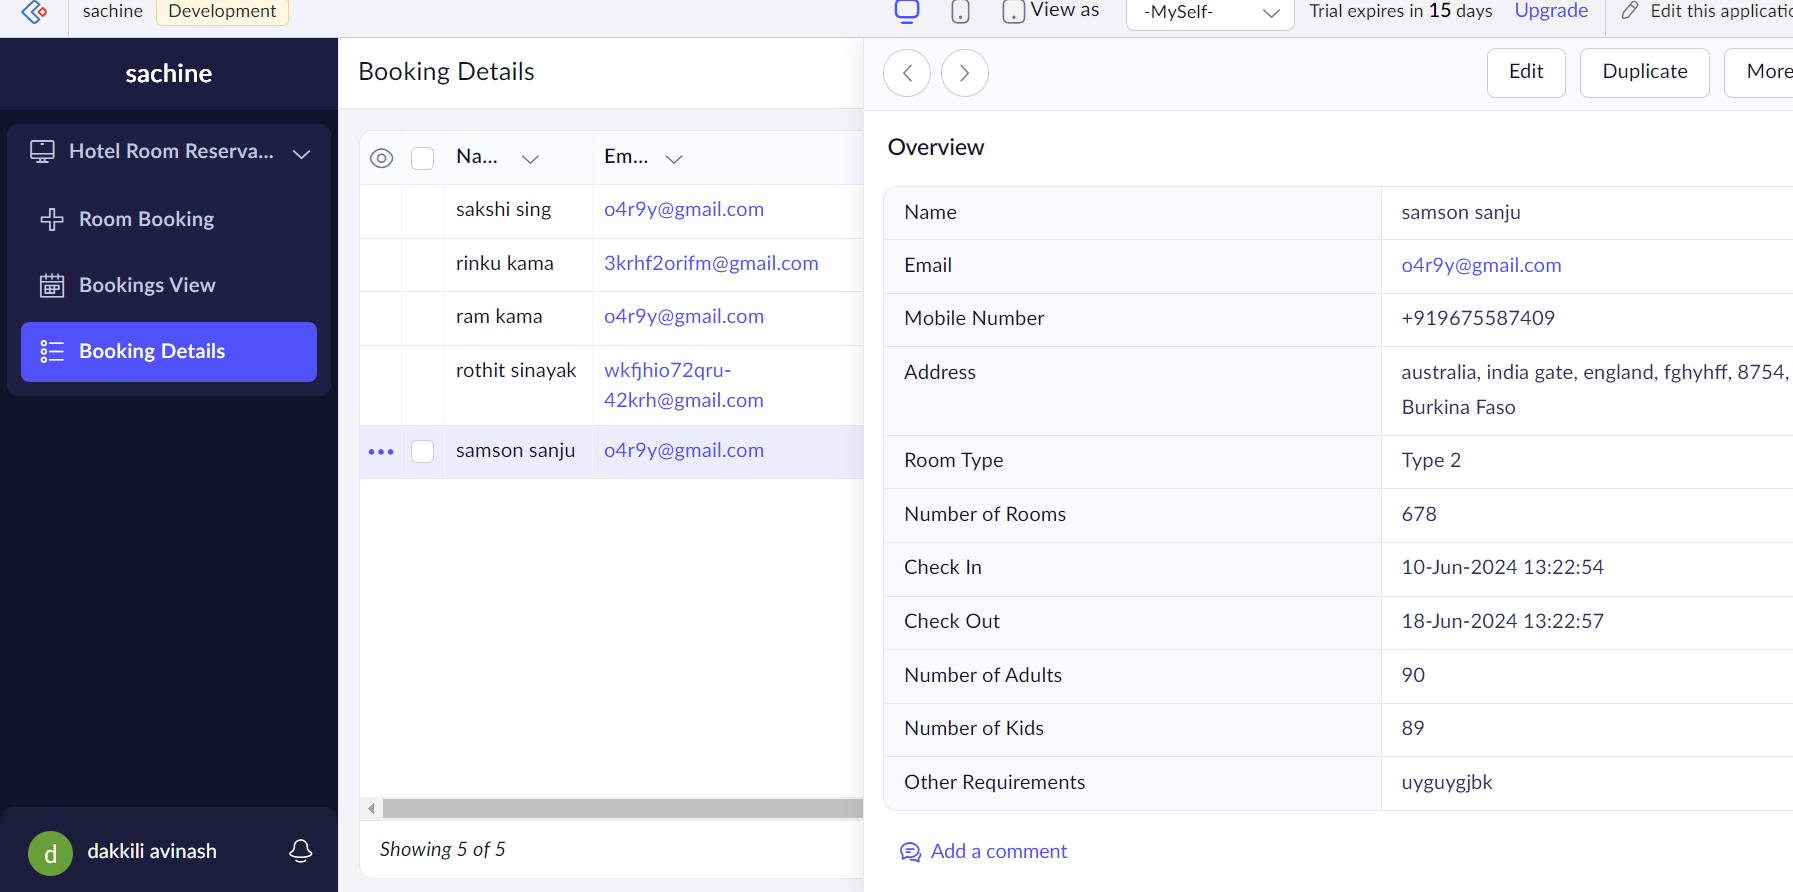 sachine Development View as -MySelf- Trial expires in 15 days Upgrade Edit this applicatio
sachine
Hotel Room Reserva...
Room Booking
Bookings View
Booking Details
d dakkili avinash
Booking Details
Na... Em...
sakshi sing o4r9y@gmail.com
rinku kama 3krhf2orifm@gmail.com
ram kama o4r9y@gmail.com
rothit sinayak wkfjhio72qru-
42krh@gmail.com
samson sanju o4r9y@gmail.com
Showing 5 of 5
Edit Duplicate More
Overview
Name samson sanju
Email o4r9y@gmail.com
Mobile Number +919675587409
Address australia, india gate, england, fghyhff, 8754,
Burkina Faso
Room Type Type 2
Number of Rooms 678
Check In 10-Jun-2024 13:22:54
Check Out 18-Jun-2024 13:22:57
Number of Adults 90
Number of Kids 89
Other Requirements uyguygjbk
Add a comment